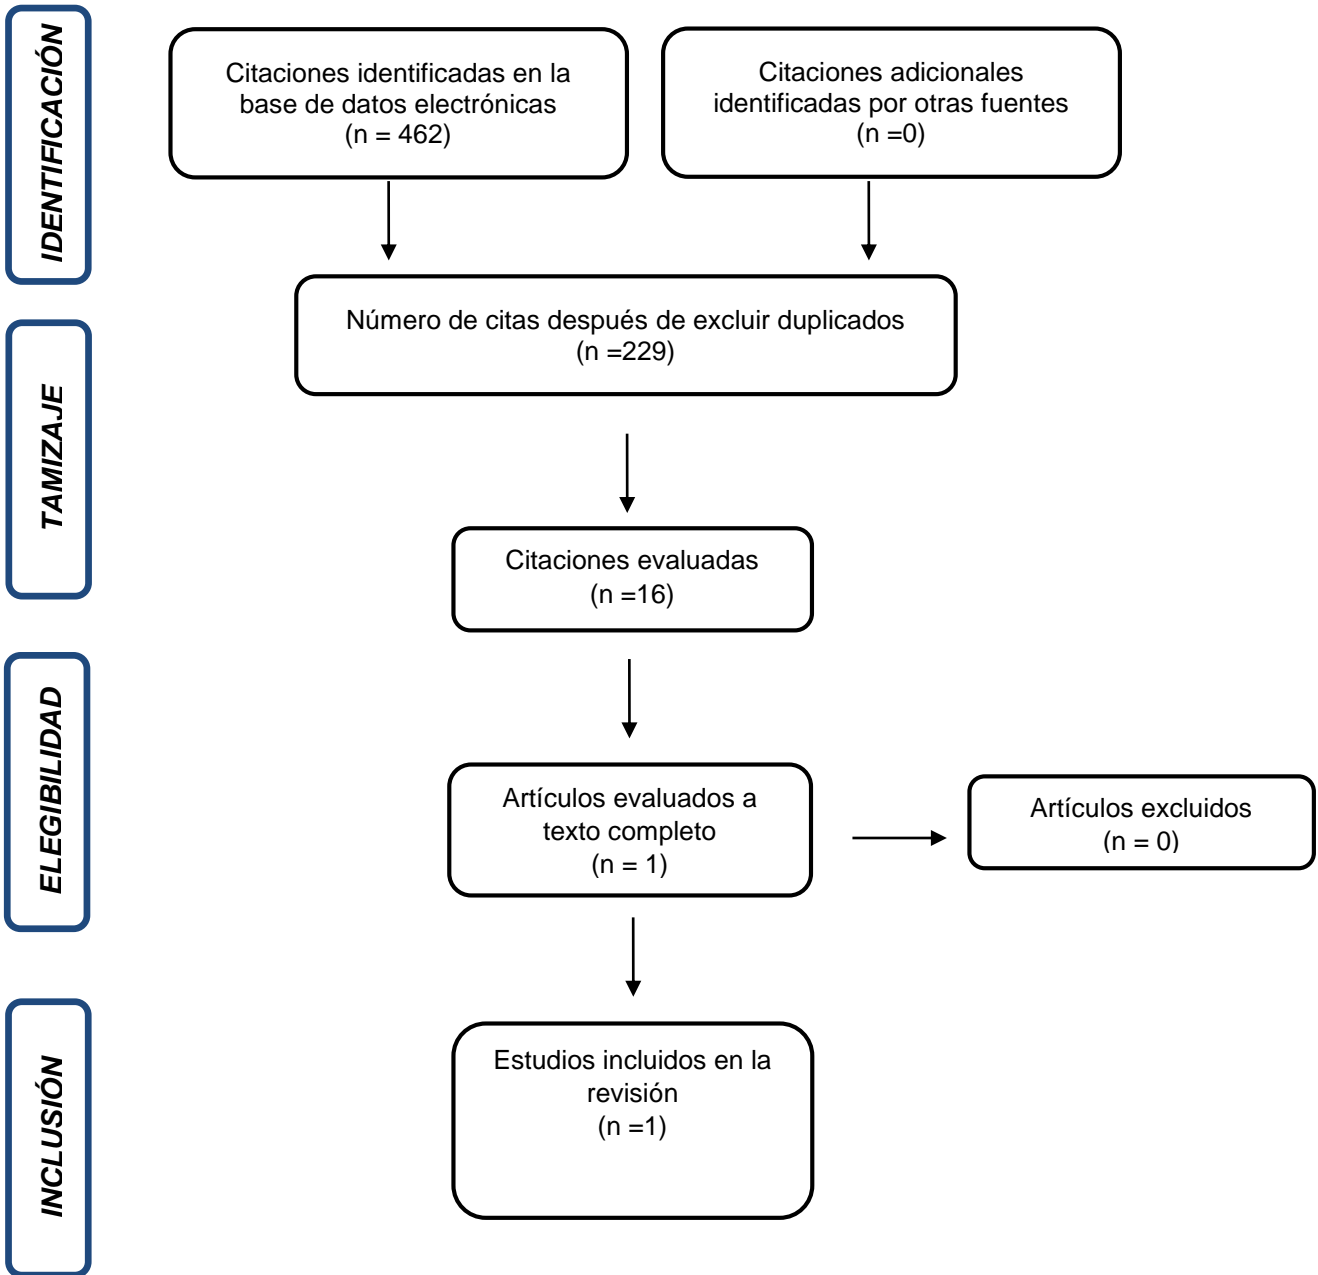 IDENTIFICACIÓN
Citaciones identificadas en la
base de datos electrónicas
(n = 462)
Citaciones adicionales
identificadas por otras fuentes
(n =0)
Número de citas después de excluir duplicados
(n =229)
TAMIZAJE
Citaciones evaluadas
(n =16)
ELEGIBILIDAD
Artículos evaluados a
texto completo
(n = 1)
Artículos excluidos
(n = 0)
INCLUSIÓN
Estudios incluidos en la
revisión
(n =1)